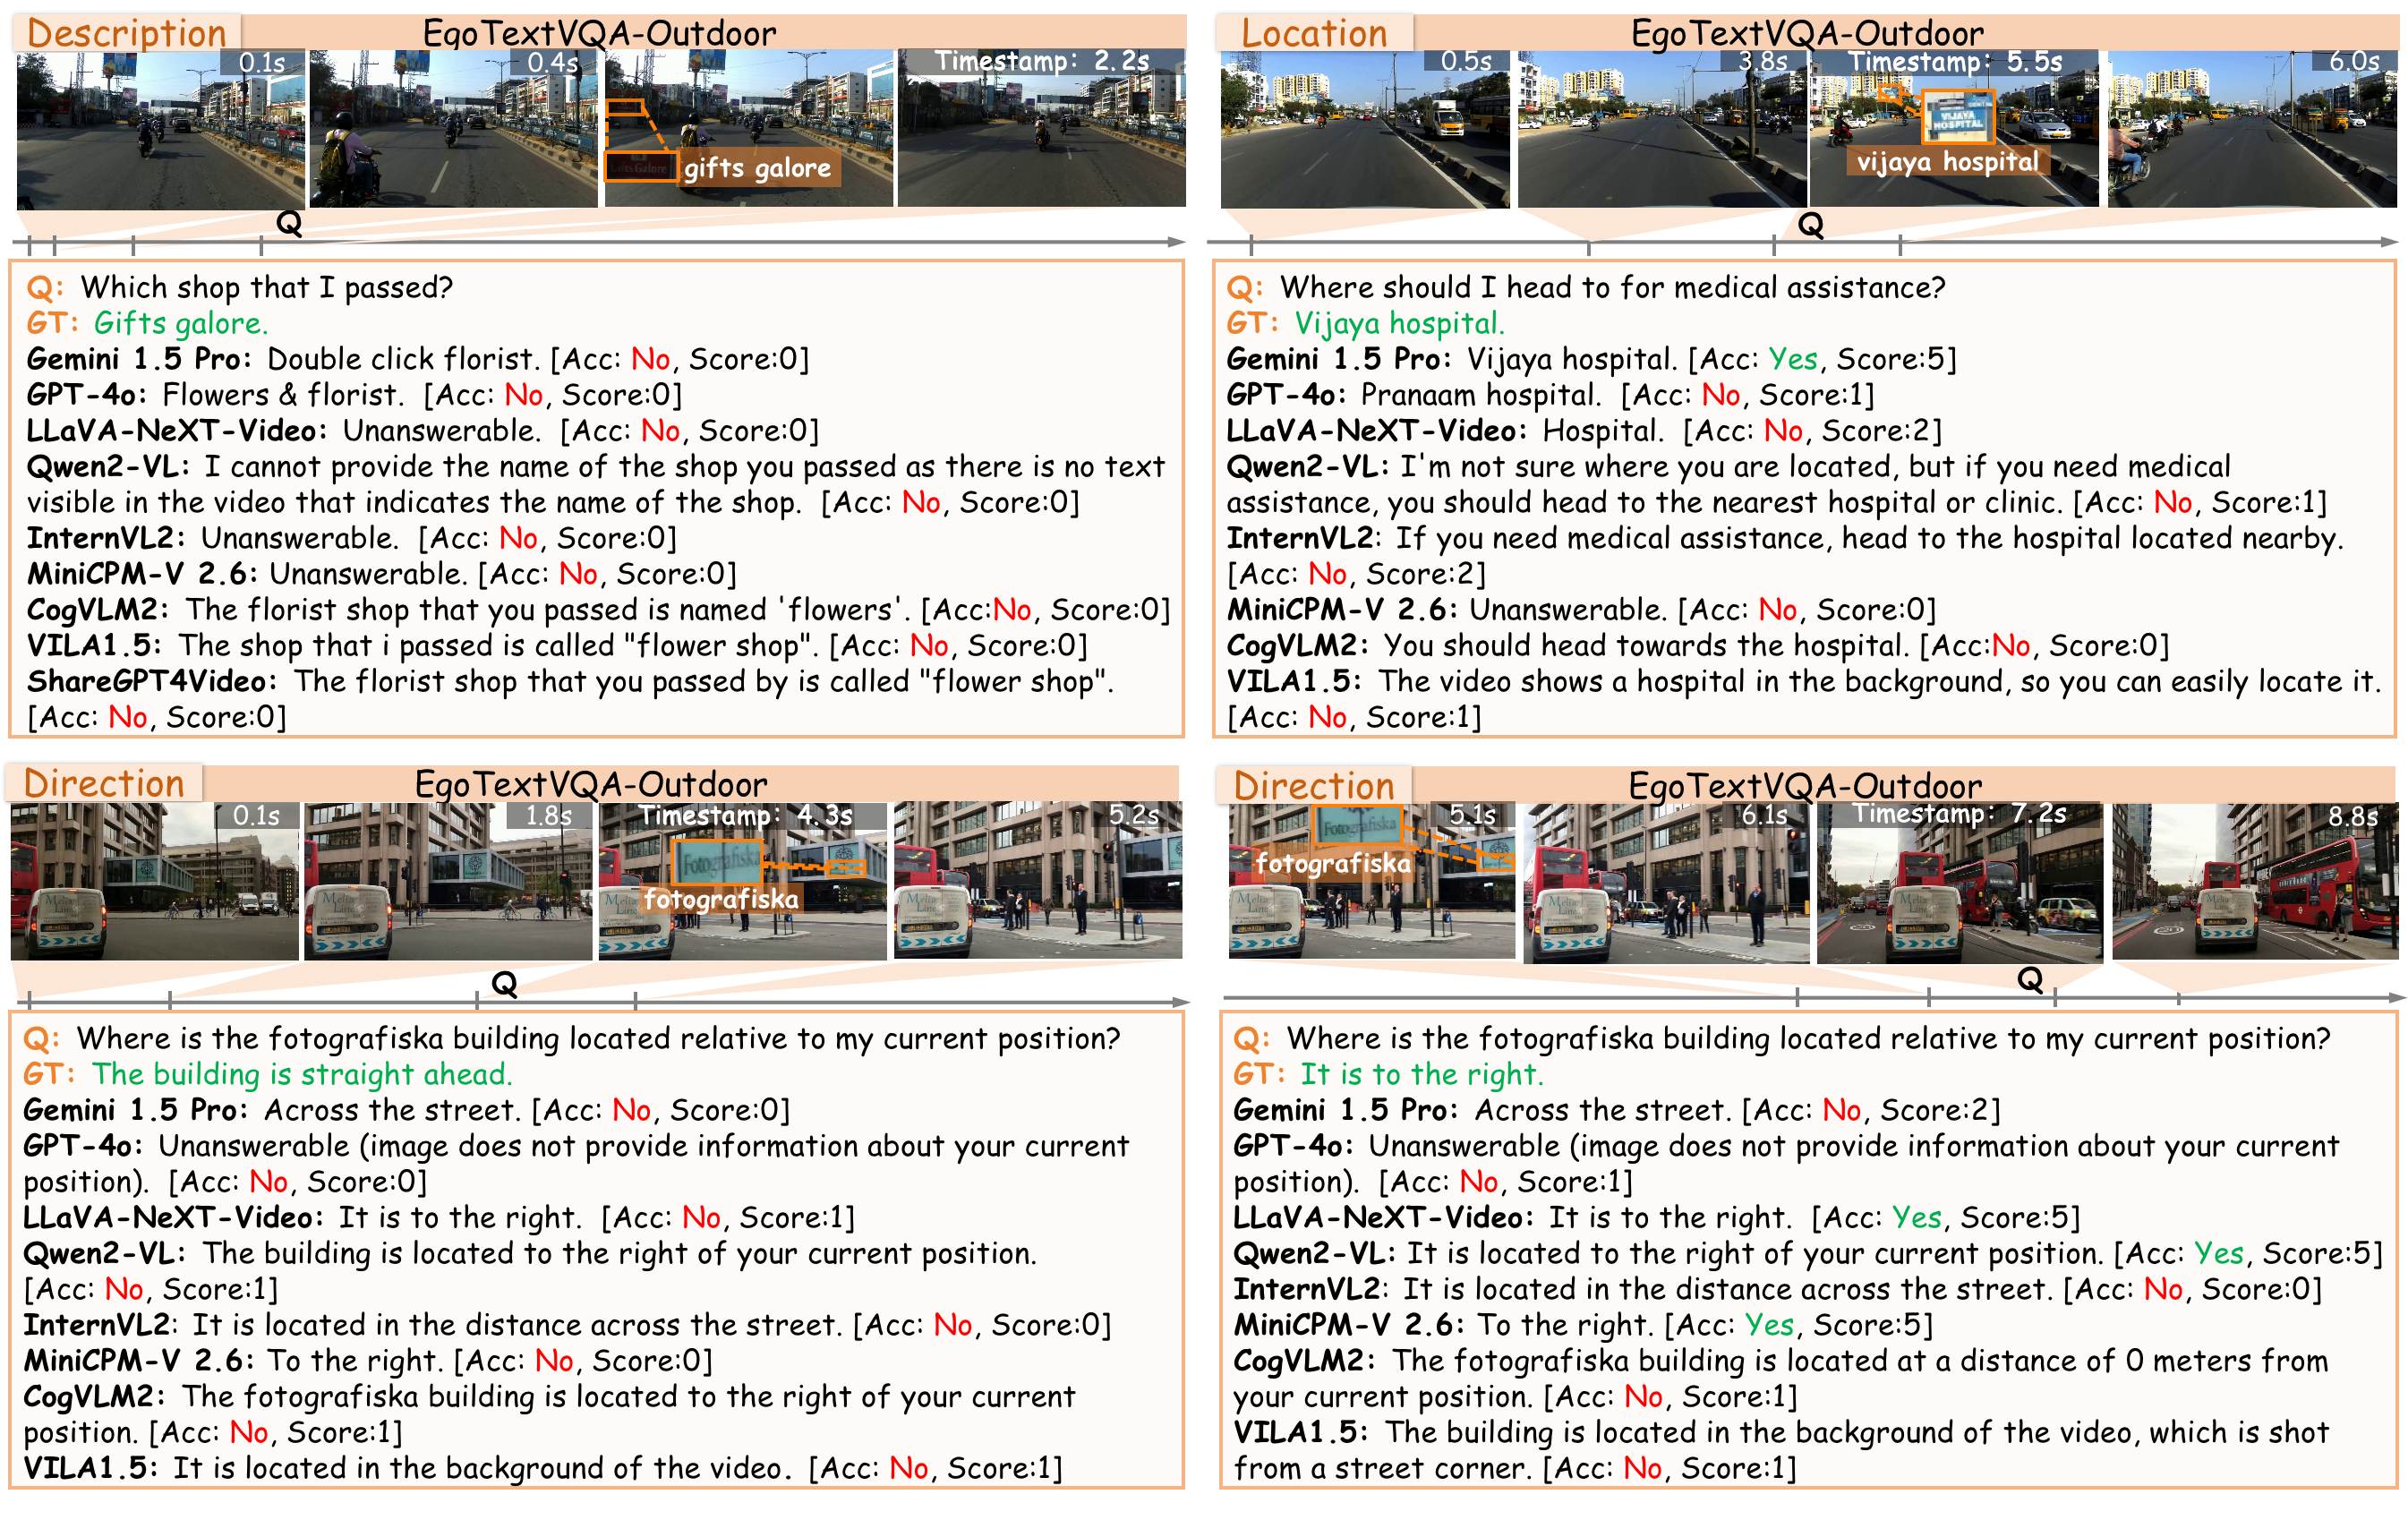 Description
EgoTextVQA-Outdoor
0.1s
0.4s
Timestamp: 2.2s
GiftsGalore
gifts galore
Q
Q: Which shop that I passed?
GT: Gifts galore.
Gemini 1.5 Pro: Double click florist. [Acc: No, Score:0]
GPT-4o: Flowers & florist. [Acc: No, Score:0]
LLaVA-NeXT-Video: Unanswerable. [Acc: No, Score:0]
Qwen2-VL: I cannot provide the name of the shop you passed as there is no text
visible in the video that indicates the name of the shop. [Acc: No, Score:0]
InternVL2: Unanswerable. [Acc: No, Score:0]
MiniCPM-V 2.6: Unanswerable. [Acc: No, Score:0]
CogVLM2: The florist shop that you passed is named 'flowers'. [Acc:No, Score:0]
VILA1.5: The shop that i passed is called "flower shop". [Acc: No, Score:0]
ShareGPT4Video: The florist shop that you passed by is called "flower shop".
[Acc: No, Score:0]
Location
EgoTextVQA-Outdoor
0.5s
3.8s
Timestamp: 5.5s
6.0s
VIJAYA
HOSPITAL
vijaya hospital
Q
Q: Where should I head to for medical assistance?
GT: Vijaya hospital.
Gemini 1.5 Pro: Vijaya hospital. [Acc: Yes, Score:5]
GPT-4o: Pranaam hospital. [Acc: No, Score:1]
LLaVA-NeXT-Video: Hospital. [Acc: No, Score:2]
Qwen2-VL: I'm not sure where you are located, but if you need medical
assistance, you should head to the nearest hospital or clinic. [Acc: No, Score:1]
InternVL2: If you need medical assistance, head to the hospital located nearby.
[Acc: No, Score:2]
MiniCPM-V 2.6: Unanswerable. [Acc: No, Score:0]
CogVLM2: You should head towards the hospital. [Acc:No, Score:0]
VILA1.5: The video shows a hospital in the background, so you can easily locate it.
[Acc: No, Score:1]
Direction
EgoTextVQA-Outdoor
0.1s
1.8s
Timestamp: 4.3s
5.2s
Fotografiska
fotografiska
Q
Q: Where is the fotografiska building located relative to my current position?
GT: The building is straight ahead.
Gemini 1.5 Pro: Across the street. [Acc: No, Score:0]
GPT-4o: Unanswerable (image does not provide information about your current
position). [Acc: No, Score:0]
LLaVA-NeXT-Video: It is to the right. [Acc: No, Score:1]
Qwen2-VL: The building is located to the right of your current position.
[Acc: No, Score:1]
InternVL2: It is located in the distance across the street. [Acc: No, Score:0]
MiniCPM-V 2.6: To the right. [Acc: No, Score:0]
CogVLM2: The fotografiska building is located to the right of your current
position. [Acc: No, Score:1]
VILA1.5: It is located in the background of the video. [Acc: No, Score:1]
Direction
EgoTextVQA-Outdoor
5.1s
6.1s
Timestamp: 7.2s
8.8s
Fotografiska
fotografiska
Q
Q: Where is the fotografiska building located relative to my current position?
GT: It is to the right.
Gemini 1.5 Pro: Across the street. [Acc: No, Score:2]
GPT-4o: Unanswerable (image does not provide information about your current
position). [Acc: No, Score:1]
LLaVA-NeXT-Video: It is to the right. [Acc: Yes, Score:5]
Qwen2-VL: It is located to the right of your current position. [Acc: Yes, Score:5]
InternVL2: It is located in the distance across the street. [Acc: No, Score:0]
MiniCPM-V 2.6: To the right. [Acc: Yes, Score:5]
CogVLM2: The fotografiska building is located at a distance of 0 meters from
your current position. [Acc: No, Score:1]
VILA1.5: The building is located in the background of the video, which is shot
from a street corner. [Acc: No, Score:1]